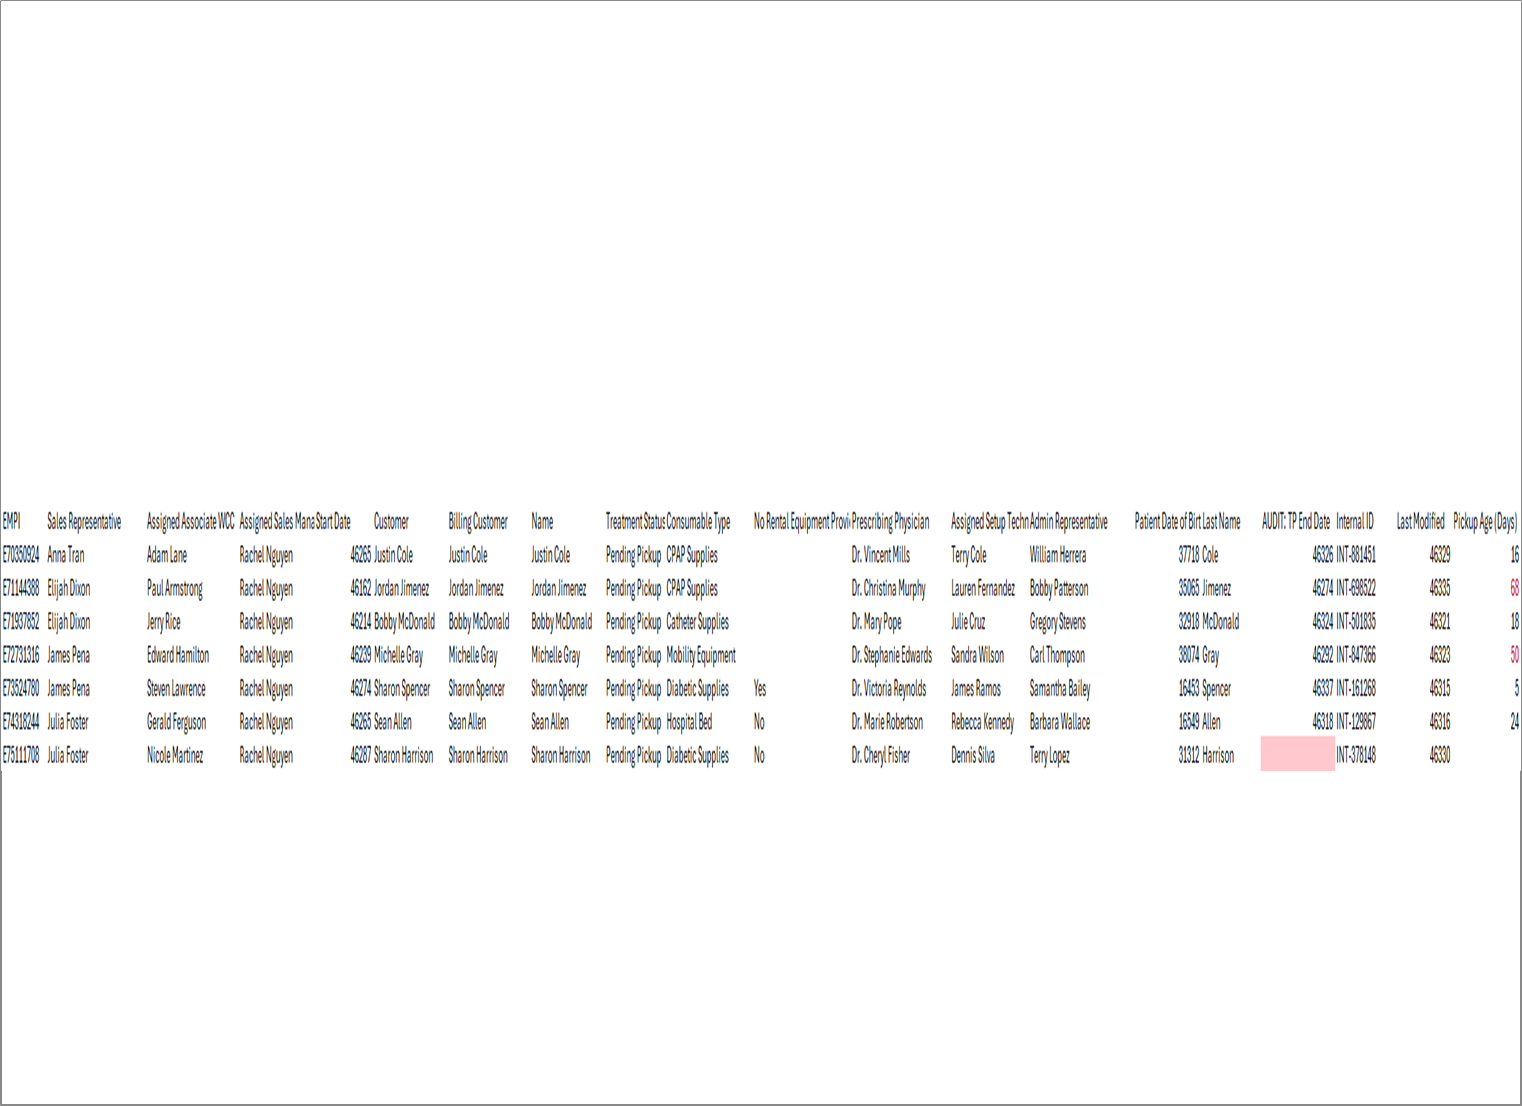 EMPI Sales Representative Assigned Associate WCC Assigned Sales Mana Start Date Customer Billing Customer Name Treatment Status Consumable Type No Rental Equipment Provi Prescribing Physician Assigned Setup Techn Admin Representative Patient Date of Birt Last Name AUDIT: TP End Date Internal ID Last Modified Pickup Age (Days)
E70350924 Anna Tran Adam Lane Rachel Nguyen 46265 Justin Cole Justin Cole Justin Cole Pending Pickup CPAP Supplies Dr. Vincent Mills Terry Cole William Herrera 37718 Cole 46326 INT-881451 46329 16
E71144388 Elijah Dixon Paul Armstrong Rachel Nguyen 46162 Jordan Jimenez Jordan Jimenez Jordan Jimenez Pending Pickup CPAP Supplies Dr. Christina Murphy Lauren Fernandez Bobby Patterson 35065 Jimenez 46274 INT-698522 46335 68
E71937852 Elijah Dixon Jerry Rice Rachel Nguyen 46214 Bobby McDonald Bobby McDonald Bobby McDonald Pending Pickup Catheter Supplies Dr. Mary Pope Julie Cruz Gregory Stevens 32918 McDonald 46324 INT-501835 46321 18
E72731316 James Pena Edward Hamilton Rachel Nguyen 46239 Michelle Gray Michelle Gray Michelle Gray Pending Pickup Mobility Equipment Dr. Stephanie Edwards Sandra Wilson Carl Thompson 38074 Gray 46292 INT-847366 46323 50
E73524780 James Pena Steven Lawrence Rachel Nguyen 46274 Sharon Spencer Sharon Spencer Sharon Spencer Pending Pickup Diabetic Supplies Yes Dr. Victoria Reynolds James Ramos Samantha Bailey 16453 Spencer 46337 INT-161268 46315 5
E74318244 Julia Foster Gerald Ferguson Rachel Nguyen 46265 Sean Allen Sean Allen Sean Allen Pending Pickup Hospital Bed No Dr. Marie Robertson Rebecca Kennedy Barbara Wallace 16549 Allen 46318 INT-129867 46316 24
E75111708 Julia Foster Nicole Martinez Rachel Nguyen 46287 Sharon Harrison Sharon Harrison Sharon Harrison Pending Pickup Diabetic Supplies No Dr. Cheryl Fisher Dennis Silva Terry Lopez 31312 Harrison INT-378148 46330